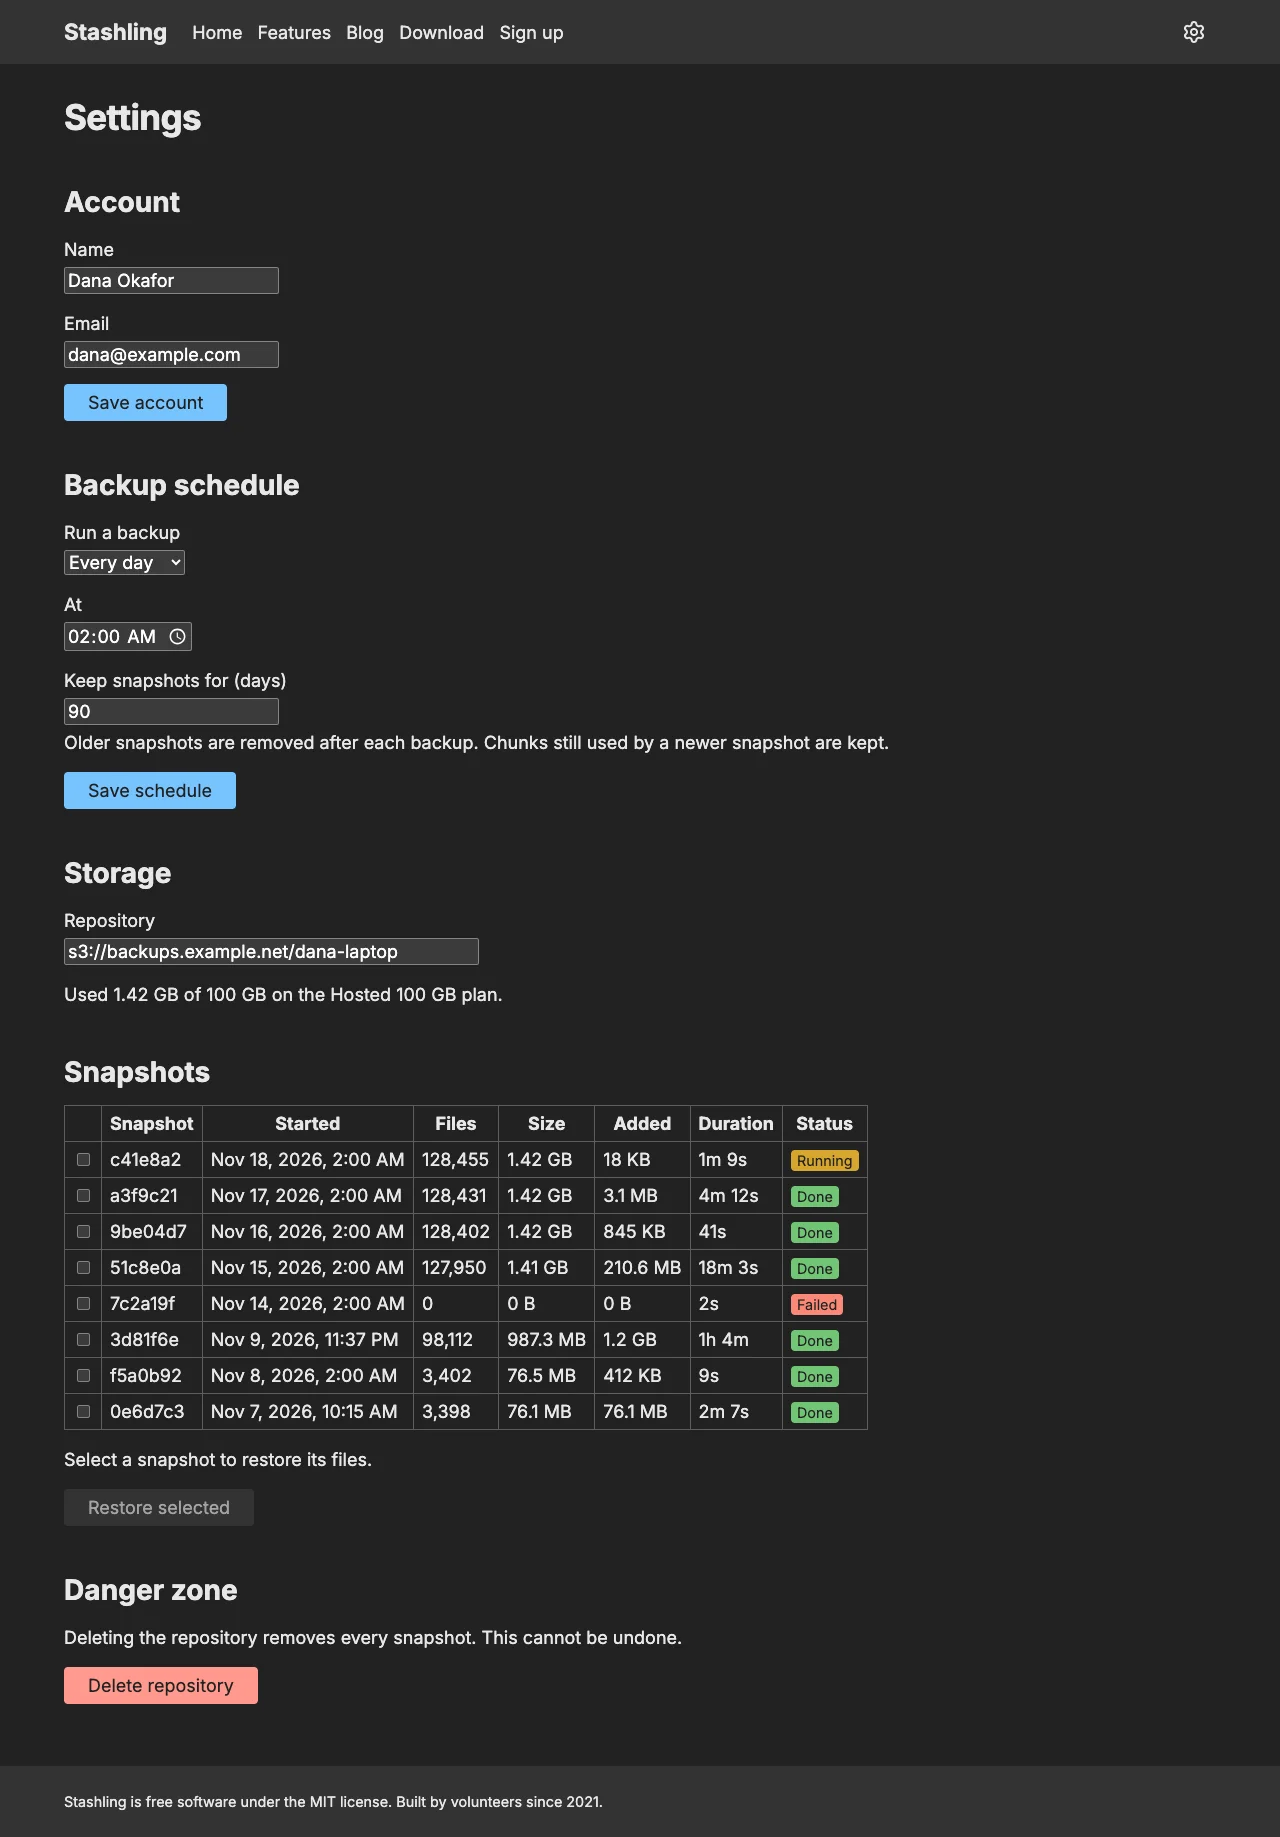 Stashling Home Features Blog Download Sign up
Settings
Account
Name
Dana Okafor
Email
dana@example.com
Save account
Backup schedule
Run a backup
Every day
At
02:00 AM
Keep snapshots for (days)
90
Older snapshots are removed after each backup. Chunks still used by a newer snapshot are kept.
Save schedule
Storage
Repository
s3://backups.example.net/dana-laptop
Used 1.42 GB of 100 GB on the Hosted 100 GB plan.
Snapshots
Snapshot Started Files Size Added Duration Status
c41e8a2 Nov 18, 2026, 2:00 AM 128,455 1.42 GB 18 KB 1m 9s Running
a3f9c21 Nov 17, 2026, 2:00 AM 128,431 1.42 GB 3.1 MB 4m 12s Done
9be04d7 Nov 16, 2026, 2:00 AM 128,402 1.42 GB 845 KB 41s Done
51c8e0a Nov 15, 2026, 2:00 AM 127,950 1.41 GB 210.6 MB 18m 3s Done
7c2a19f Nov 14, 2026, 2:00 AM 0 0 B 0 B 2s Failed
3d81f6e Nov 9, 2026, 11:37 PM 98,112 987.3 MB 1.2 GB 1h 4m Done
f5a0b92 Nov 8, 2026, 2:00 AM 3,402 76.5 MB 412 KB 9s Done
0e6d7c3 Nov 7, 2026, 10:15 AM 3,398 76.1 MB 76.1 MB 2m 7s Done
Select a snapshot to restore its files.
Restore selected
Danger zone
Deleting the repository removes every snapshot. This cannot be undone.
Delete repository
Stashling is free software under the MIT license. Built by volunteers since 2021.